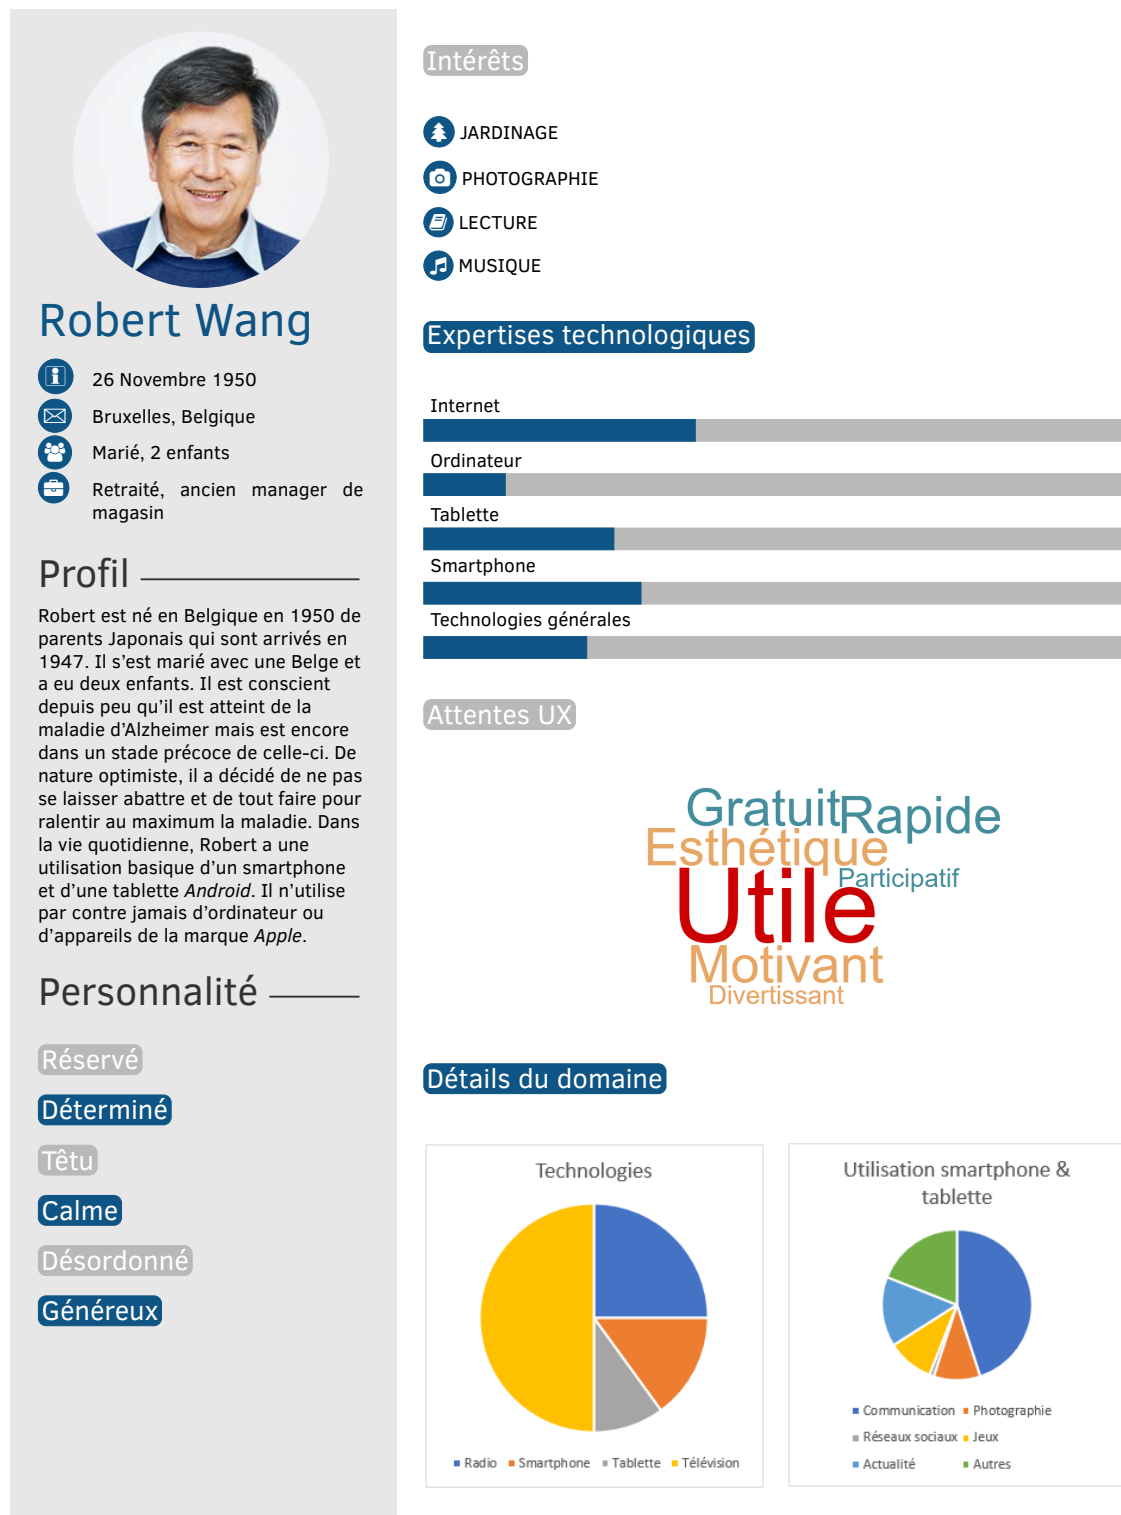 Robert Wang
26 Novembre 1950
Bruxelles, Belgique
Marié, 2 enfants
Retraité, ancien manager de
magasin
Profil
Robert est né en Belgique en 1950 de
parents Japonais qui sont arrivés en
1947. Il s’est marié avec une Belge et
a eu deux enfants. Il est conscient
depuis peu qu’il est atteint de la
maladie d’Alzheimer mais est encore
dans un stade précoce de celle-ci. De
nature optimiste, il a décidé de ne pas
se laisser abattre et de tout faire pour
ralentir au maximum la maladie. Dans
la vie quotidienne, Robert a une
utilisation basique d’un smartphone
et d’une tablette Android. Il n’utilise
par contre jamais d’ordinateur ou
d’appareils de la marque Apple.
Personnalité
Réservé
Déterminé
Têtu
Calme
Désordonné
Généreux
Intérêts
JARDINAGE
PHOTOGRAPHIE
LECTURE
MUSIQUE
Expertises technologiques
Internet
Ordinateur
Tablette
Smartphone
Technologies générales
Attentes UX
Gratuit Rapide
Esthétique
Participatif
Utile
Motivant
Divertissant
Détails du domaine
Technologies
Radio Smartphone Tablette Télévision
Utilisation smartphone &
tablette
Communication Photographie
Réseaux sociaux Jeux
Actualité Autres